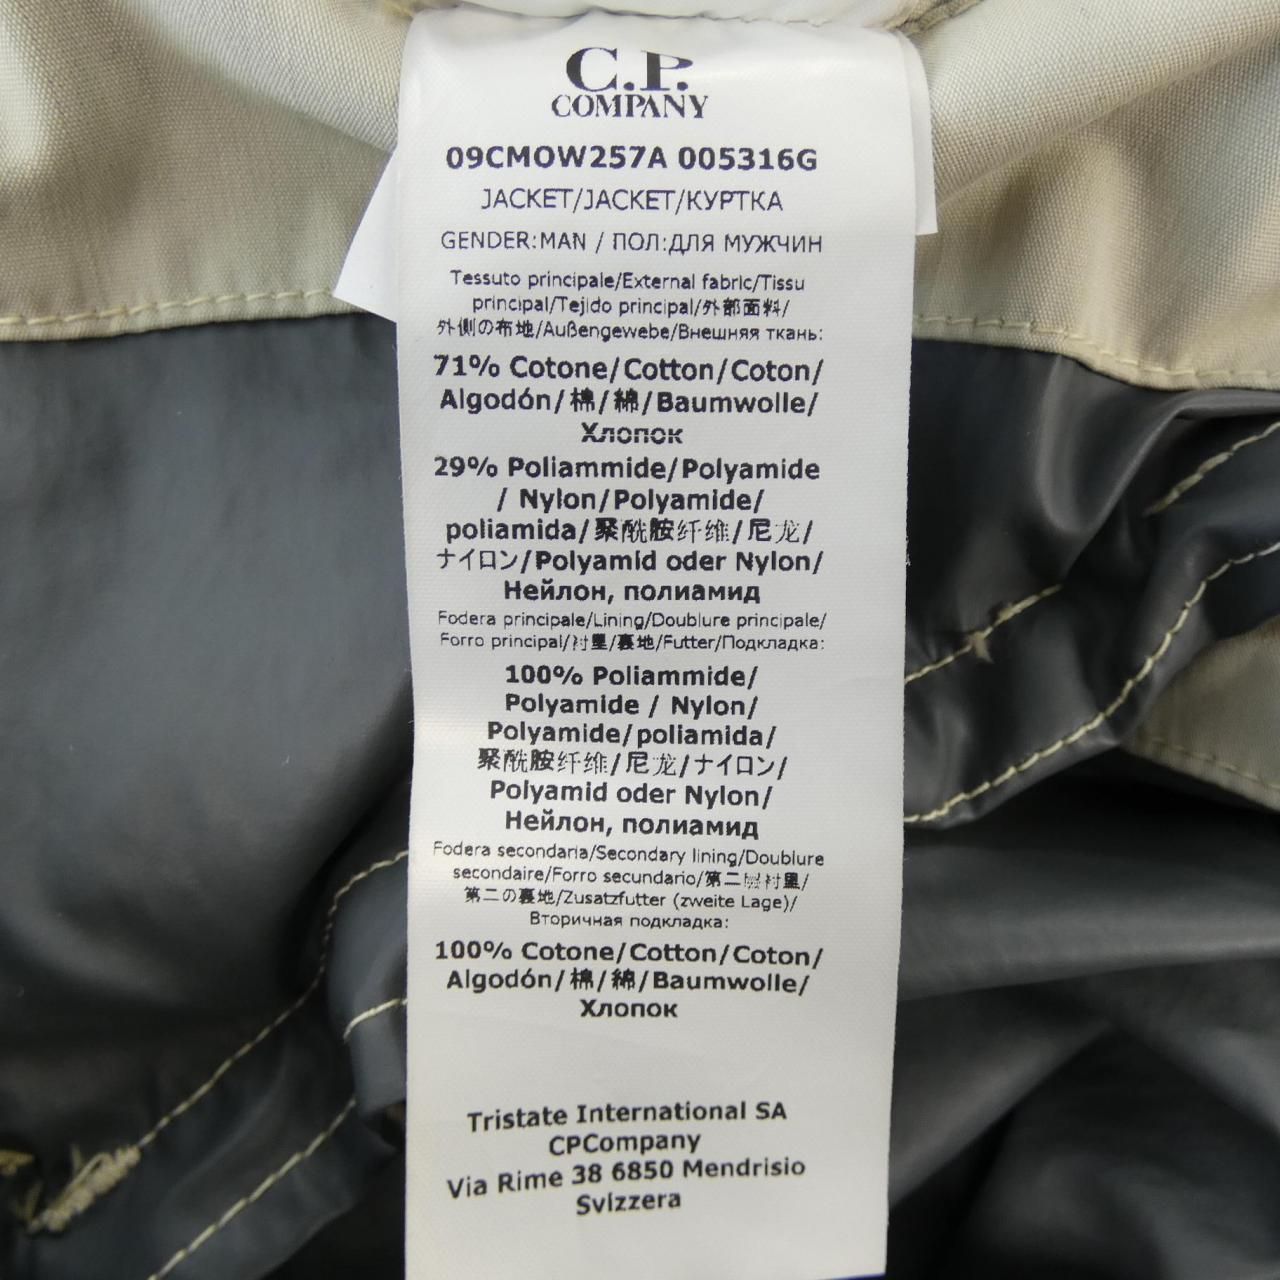 C.P.
COMPANY
09CMOW257A 005316G
JACKET/JACKET/КУРТКА
GENDER:MAN / ПОЛ:ДЛЯ МУЖЧИН
Tessuto principale/External fabric/Tissu
principal/Tejido principal/外部面料/
外側の布地/Außengewebe/Внешняя ткань:
71% Cotone/Cotton/Coton/
Algodón/棉/綿/Baumwolle/
Хлопок
29% Poliammide/Polyamide
/ Nylon/Polyamide/
poliamida/聚酰胺纤维/尼龙/
ナイロン/Polyamid oder Nylon/
Нейлон, полиамид
Fodera principale/Lining/Doublure principale/
Forro principal/衬里/裏地/Futter/Подкладка:
100% Poliammide/
Polyamide / Nylon/
Polyamide/poliamida/
聚酰胺纤维/尼龙/ナイロン/
Polyamid oder Nylon/
Нейлон, полиамид
Fodera secondaria/Secondary lining/Doublure
secondaire/Forro secundario/第二层衬里/
第二の裏地/Zusatzfutter (zweite Lage)/
Вторичная подкладка:
100% Cotone/Cotton/Coton/
Algodón/棉/綿/Baumwolle/
Хлопок
Tristate International SA
CPCompany
Via Rime 38 6850 Mendrisio
Svizzera